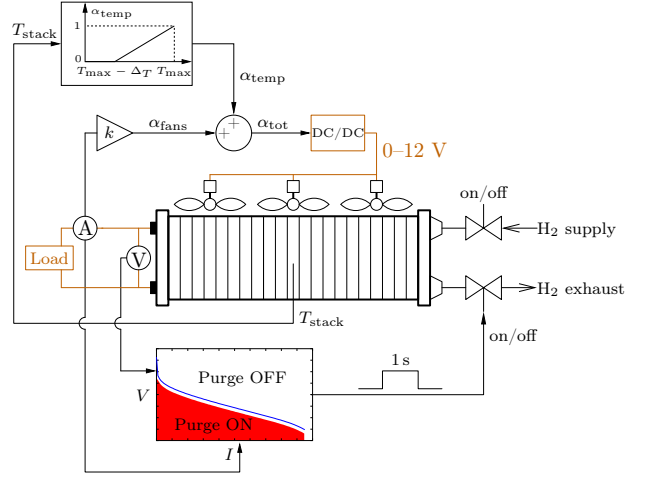 α_temp
T_stack
1
0
T_max − Δ_T T_max
α_temp
k
α_fans
+
+
α_tot
DC/DC
0–12 V
on/off
A
H₂ supply
Load
V
H₂ exhaust
T_stack
on/off
1 s
Purge OFF
V
Purge ON
I